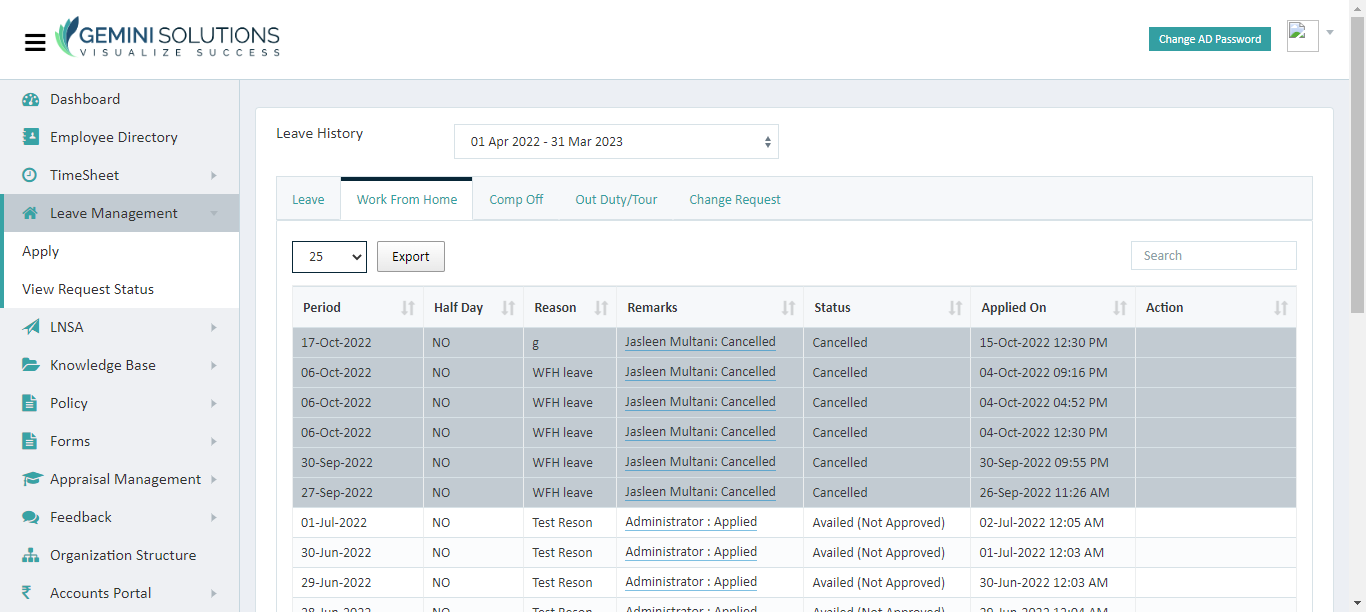 GEMINI SOLUTIONS
VISUALIZE SUCCESS
Change AD Password
Dashboard
Employee Directory
TimeSheet
Leave Management
Apply
View Request Status
LNSA
Knowledge Base
Policy
Forms
Appraisal Management
Feedback
Organization Structure
Accounts Portal
Leave History
01 Apr 2022 - 31 Mar 2023
Leave Work From Home Comp Off Out Duty/Tour Change Request
25 Export Search
Period Half Day Reason Remarks Status Applied On Action
17-Oct-2022 NO g Jasleen Multani: Cancelled Cancelled 15-Oct-2022 12:30 PM
06-Oct-2022 NO WFH leave Jasleen Multani: Cancelled Cancelled 04-Oct-2022 09:16 PM
06-Oct-2022 NO WFH leave Jasleen Multani: Cancelled Cancelled 04-Oct-2022 04:52 PM
06-Oct-2022 NO WFH leave Jasleen Multani: Cancelled Cancelled 04-Oct-2022 12:30 PM
30-Sep-2022 NO WFH leave Jasleen Multani: Cancelled Cancelled 30-Sep-2022 09:55 PM
27-Sep-2022 NO WFH leave Jasleen Multani: Cancelled Cancelled 26-Sep-2022 11:26 AM
01-Jul-2022 NO Test Reson Administrator : Applied Availed (Not Approved) 02-Jul-2022 12:05 AM
30-Jun-2022 NO Test Reson Administrator : Applied Availed (Not Approved) 01-Jul-2022 12:03 AM
29-Jun-2022 NO Test Reson Administrator : Applied Availed (Not Approved) 30-Jun-2022 12:03 AM
28-Jun-2022 NO Test Reson Administrator : Applied Availed (Not Approved) 29-Jun-2022 12:04 AM